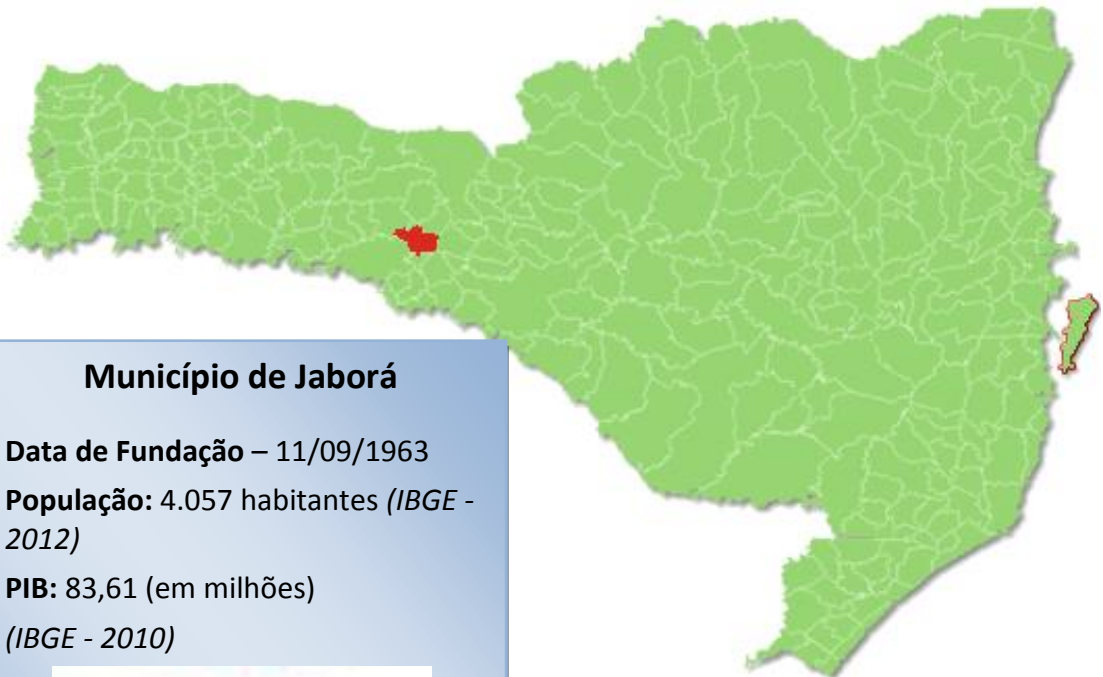 Município de Jaborá
Data de Fundação – 11/09/1963
População: 4.057 habitantes (IBGE -
2012)
PIB: 83,61 (em milhões)
(IBGE - 2010)